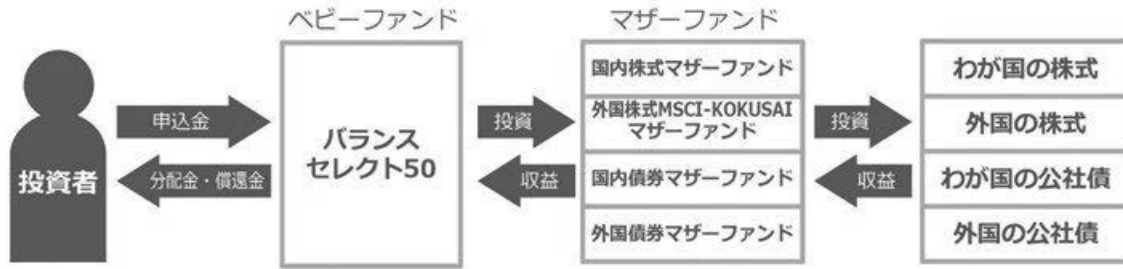 ベビーファンド
マザーファンド
投資者
申込金
分配金・償還金
バランス
セレクト50
投資
収益
国内株式マザーファンド
外国株式MSCI-KOKUSAI
マザーファンド
国内債券マザーファンド
外国債券マザーファンド
投資
収益
わが国の株式
外国の株式
わが国の公社債
外国の公社債